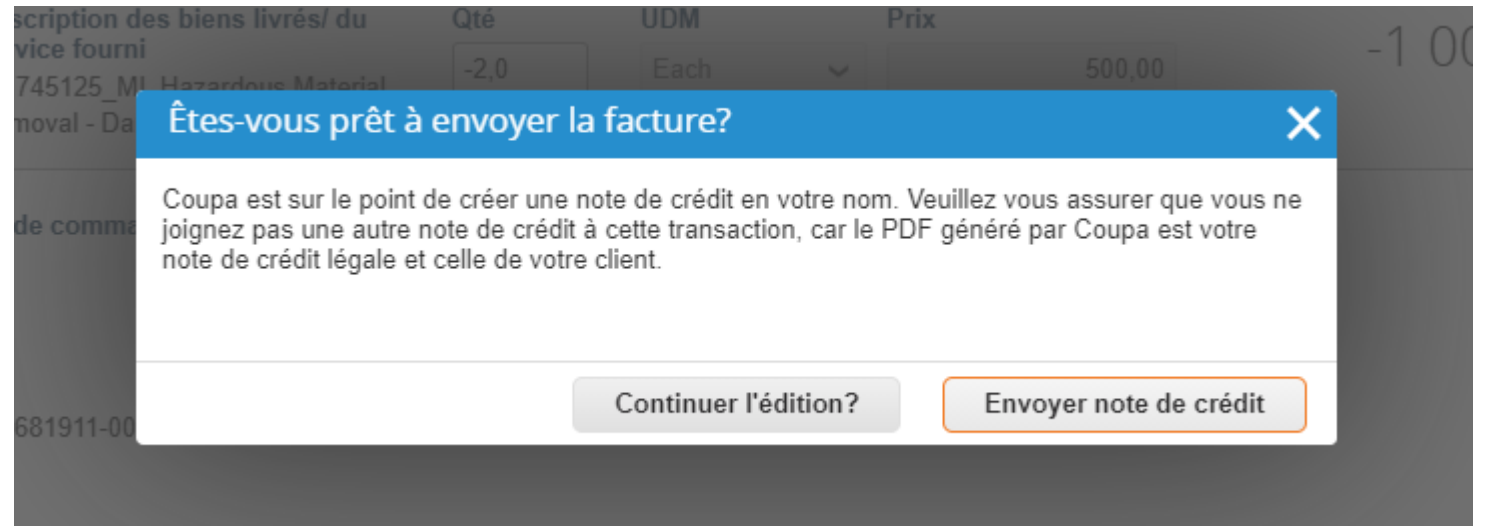 scription des biens livrés/ du
vice fourni
Qté
UDM
Prix
-2,0
Each
500,00
-1 00
745125_MI_Hazardous Material
moval - Da
Êtes-vous prêt à envoyer la facture?
Coupa est sur le point de créer une note de crédit en votre nom. Veuillez vous assurer que vous ne
joignez pas une autre note de crédit à cette transaction, car le PDF généré par Coupa est votre
note de crédit légale et celle de votre client.
de comma
Continuer l'édition?
Envoyer note de crédit
681911-00